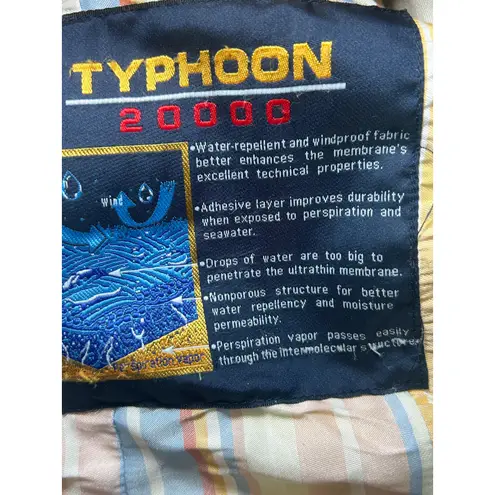 TYPHOON
20000
•Water-repellent and windproof fabric
better enhances the membrane's
excellent technical properties.
Wind
•Adhesive layer improves durability
when exposed to perspiration and
seawater.
•Drops of water are too big to
penetrate the ultrathin membrane.
•Nonporous structure for better
water repellency and moisture
permeability.
•Perspiration vapor passes easily
through the intermolecular structure
Perspiration vapor